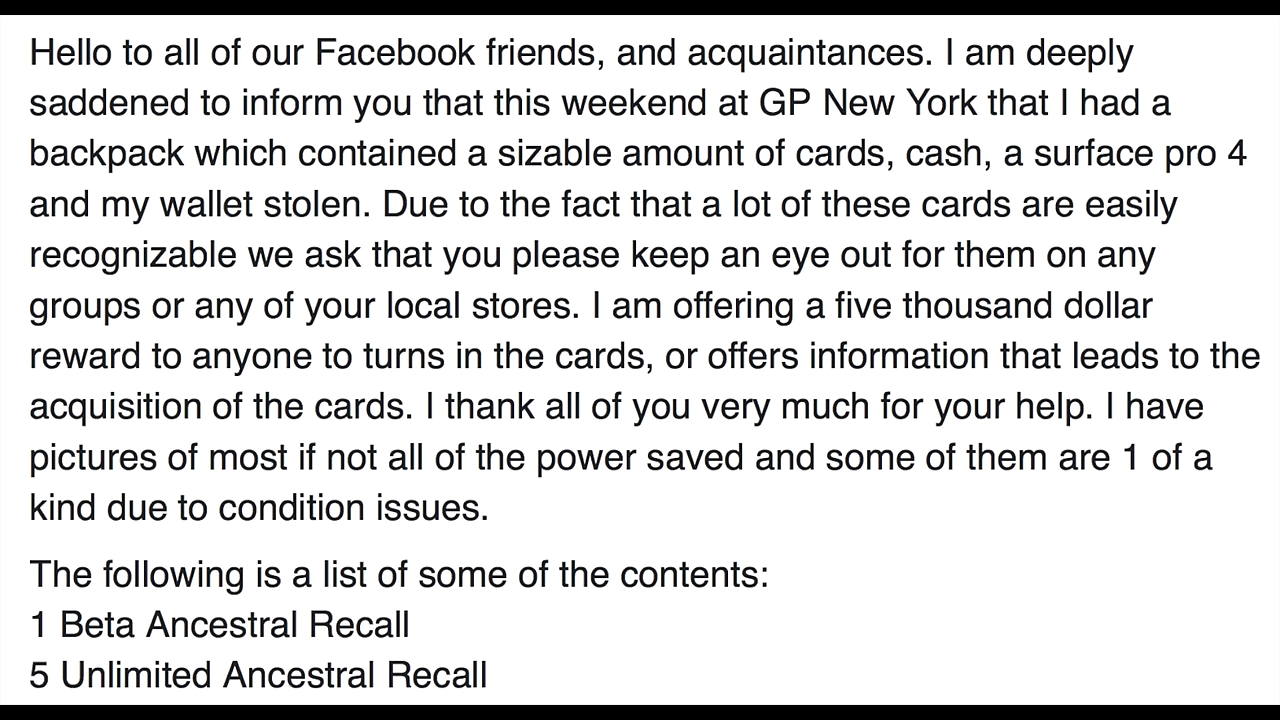 Hello to all of our Facebook friends, and acquaintances. I am deeply
saddened to inform you that this weekend at GP New York that I had a
backpack which contained a sizable amount of cards, cash, a surface pro 4
and my wallet stolen. Due to the fact that a lot of these cards are easily
recognizable we ask that you please keep an eye out for them on any
groups or any of your local stores. I am offering a five thousand dollar
reward to anyone to turns in the cards, or offers information that leads to the
acquisition of the cards. I thank all of you very much for your help. I have
pictures of most if not all of the power saved and some of them are 1 of a
kind due to condition issues.
The following is a list of some of the contents:
1 Beta Ancestral Recall
5 Unlimited Ancestral Recall